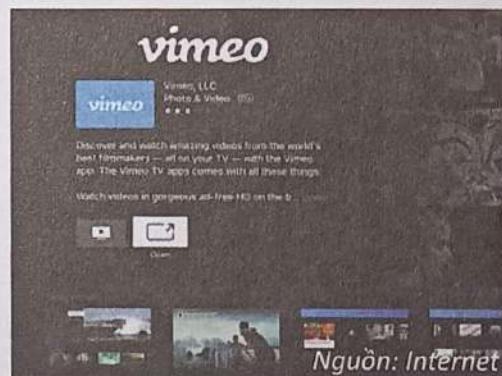 vimeo
vimeo
Vimeo, LLC
Photo & Video
Discover and watch amazing videos from the world's
best filmmakers — all on your TV — with the Vimeo
app. The Vimeo TV apps comes with all these things:
Watch videos in gorgeous ad-free HD on the b...
Open
Nguồn: Internet